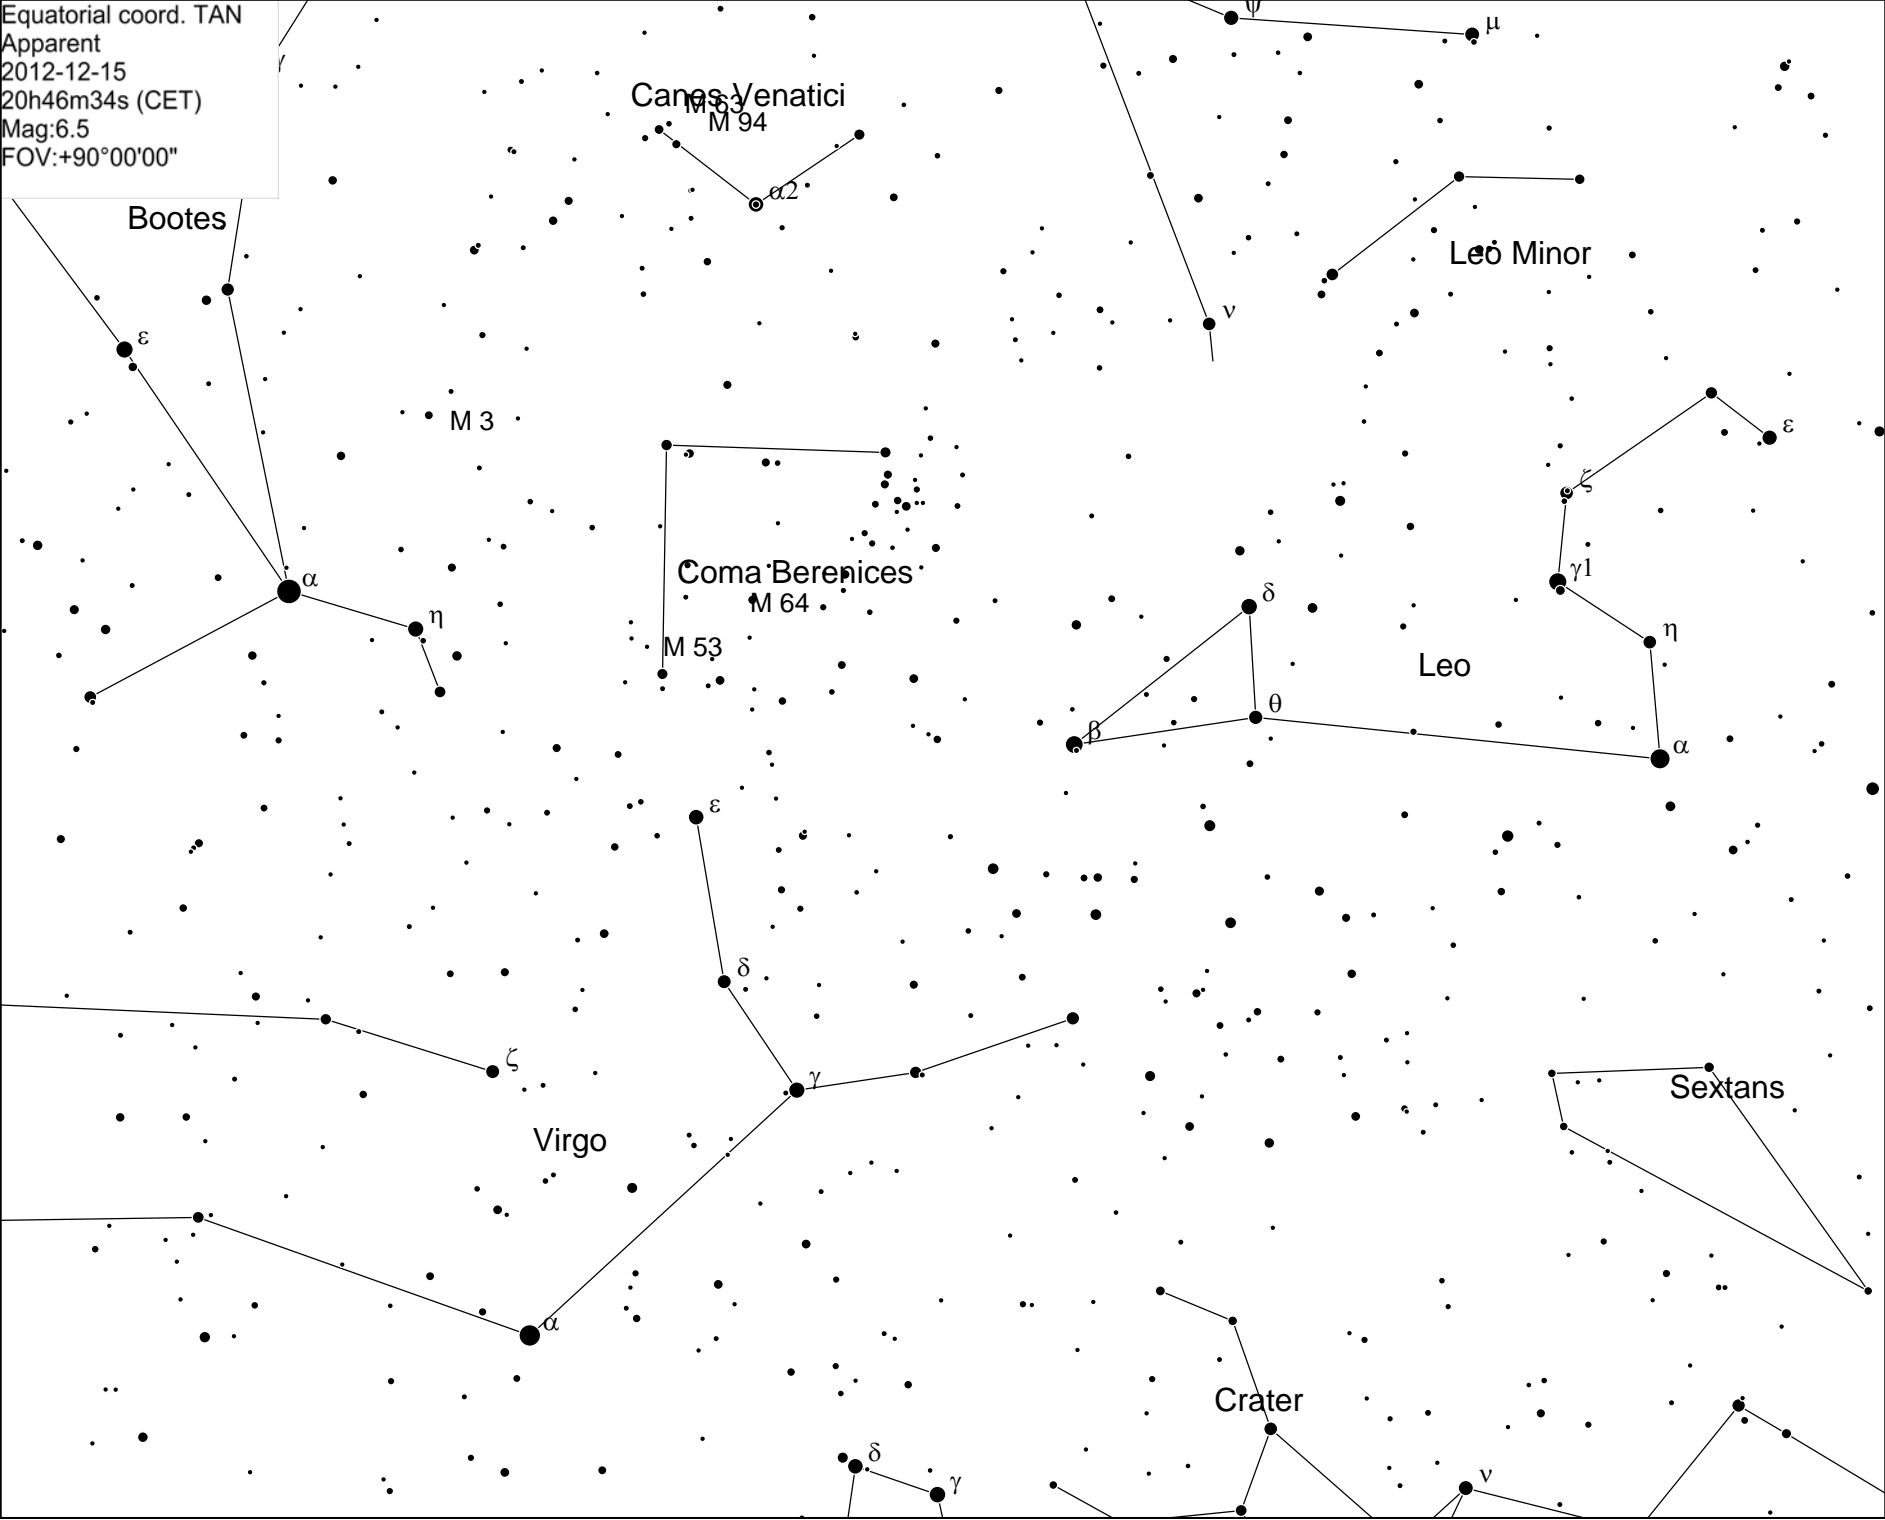 Equatorial coord. TAN
Apparent
2012-12-15
20h46m34s (CET)
Mag:6.5
FOV:+90°00'00"
γ
ψ
μ
Canes Venatici
M 63
M 94
α2
Bootes
Leo Minor
ν
ε
M 3
ε
ζ
Coma Berenices
M 64
γ1
α
δ
η
η
M 53
Leo
θ
β
α
ε
δ
ζ
γ
Sextans
Virgo
α
Crater
δ
γ
ν